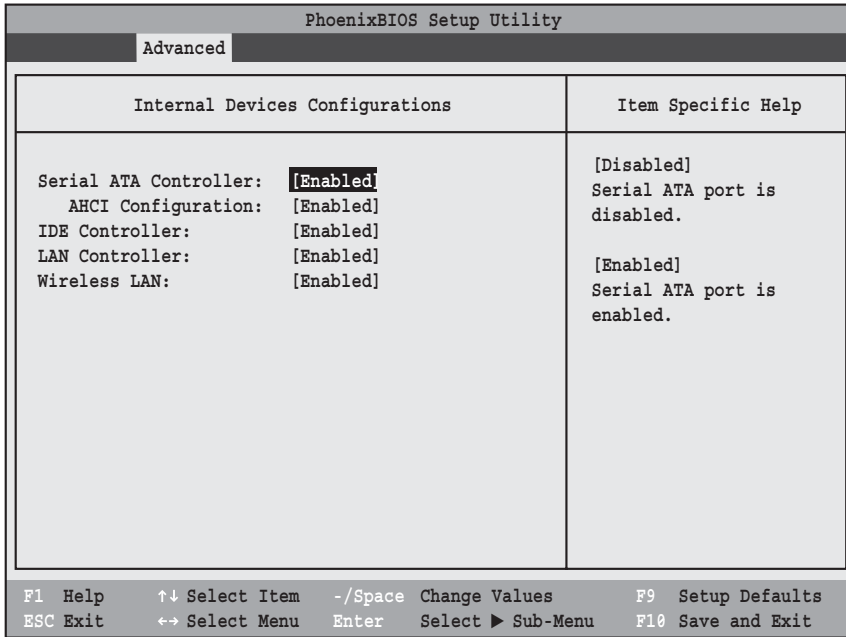 PhoenixBIOS Setup Utility
Advanced
Internal Devices Configurations
Item Specific Help
Serial ATA Controller: [Enabled]
AHCI Configuration: [Enabled]
IDE Controller: [Enabled]
LAN Controller: [Enabled]
Wireless LAN: [Enabled]
[Disabled]
Serial ATA port is
disabled.
[Enabled]
Serial ATA port is
enabled.
F1 Help ↑↓ Select Item -/Space Change Values F9 Setup Defaults
ESC Exit ←→ Select Menu Enter Select ▶ Sub-Menu F10 Save and Exit